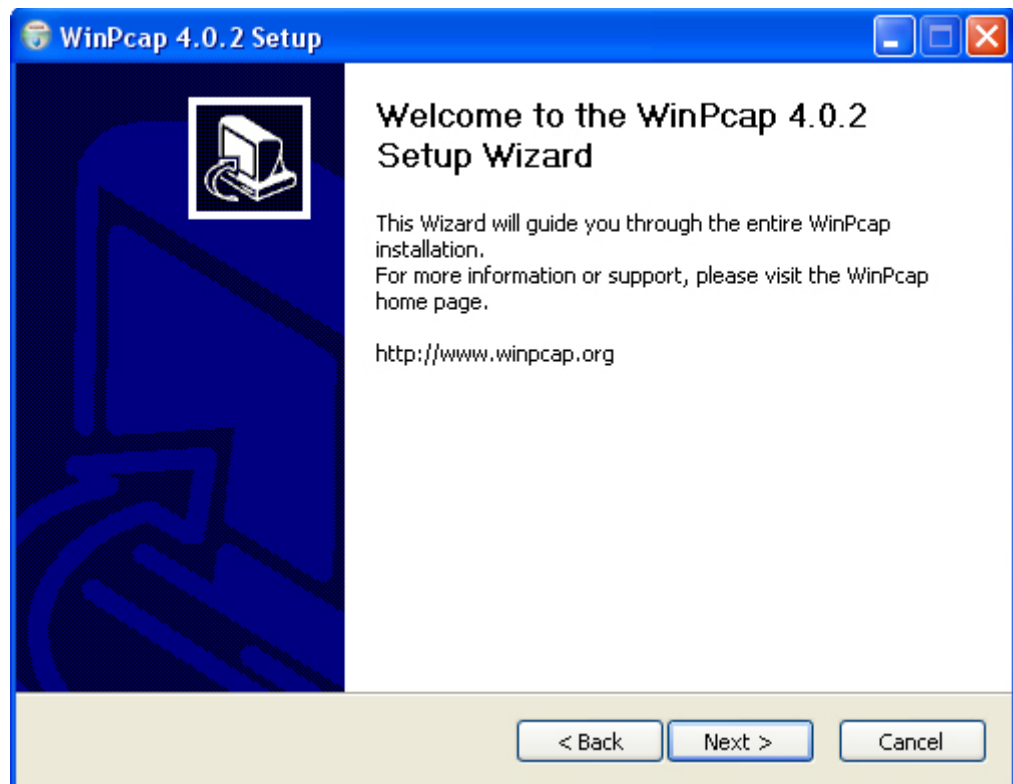 WinPcap 4.0.2 Setup
Welcome to the WinPcap 4.0.2
Setup Wizard
This Wizard will guide you through the entire WinPcap
installation.
For more information or support, please visit the WinPcap
home page.
http://www.winpcap.org
< Back
Next >
Cancel